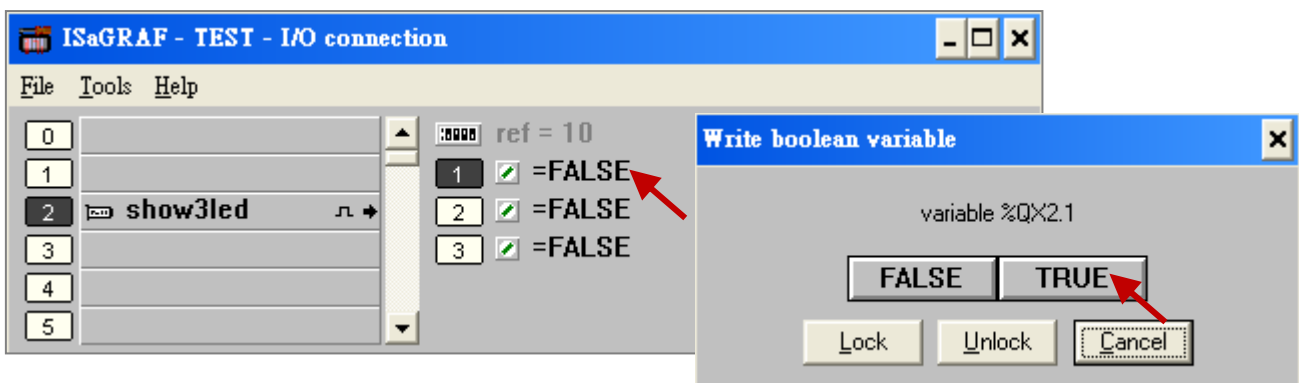 ISaGRAF - TEST - I/O connection
File Tools Help
0
1
2 show3led
3
4
5
ref = 10
1 =FALSE
2 =FALSE
3 =FALSE
Write boolean variable
variable %QX2.1
FALSE TRUE
Lock Unlock Cancel